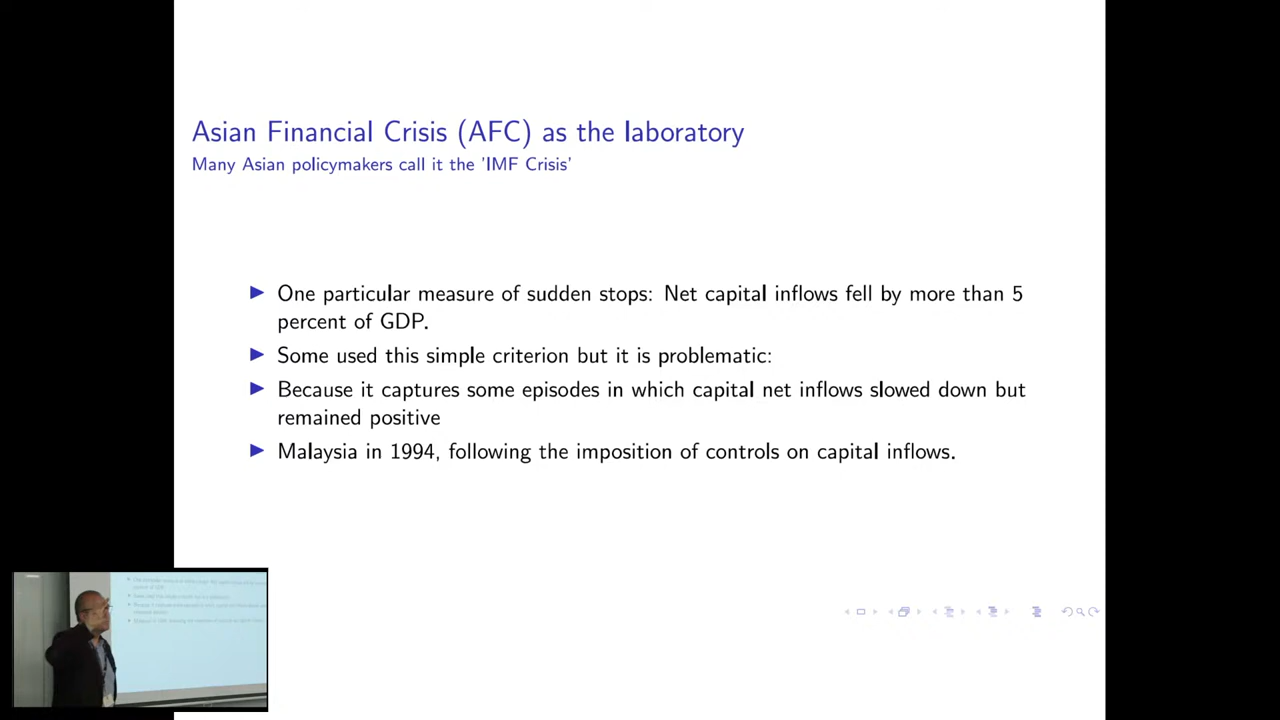 Asian Financial Crisis (AFC) as the laboratory
Many Asian policymakers call it the 'IMF Crisis'
▶ One particular measure of sudden stops: Net capital inflows fell by more than 5
percent of GDP.
▶ Some used this simple criterion but it is problematic:
▶ Because it captures some episodes in which capital net inflows slowed down but
remained positive
▶ Malaysia in 1994, following the imposition of controls on capital inflows.